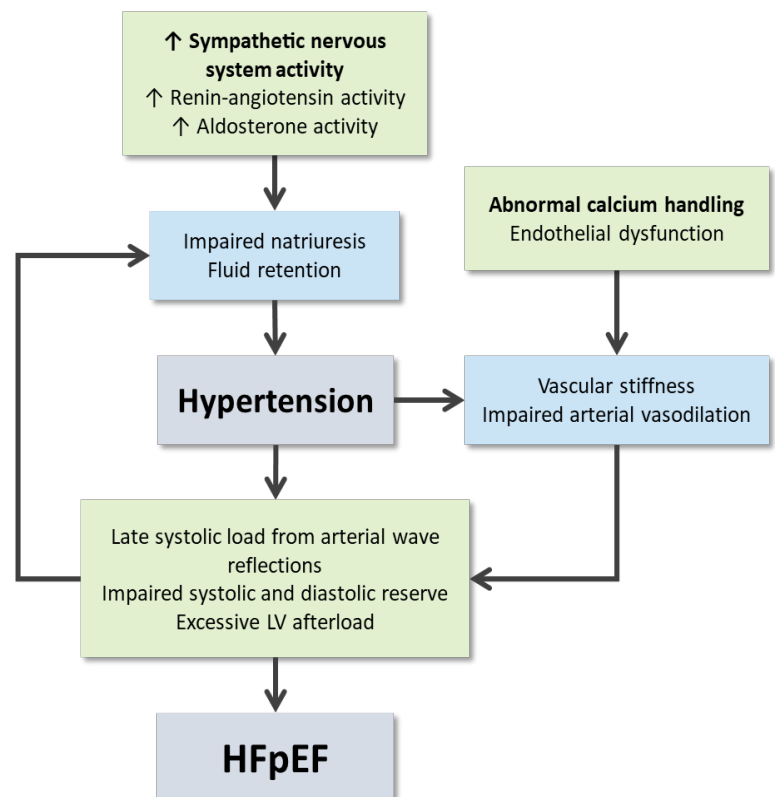 ↑ Sympathetic nervous
system activity
↑ Renin-angiotensin activity
↑ Aldosterone activity
Abnormal calcium handling
Endothelial dysfunction
Impaired natriuresis
Fluid retention
Hypertension
Vascular stiffness
Impaired arterial vasodilation
Late systolic load from arterial wave
reflections
Impaired systolic and diastolic reserve
Excessive LV afterload
HFpEF